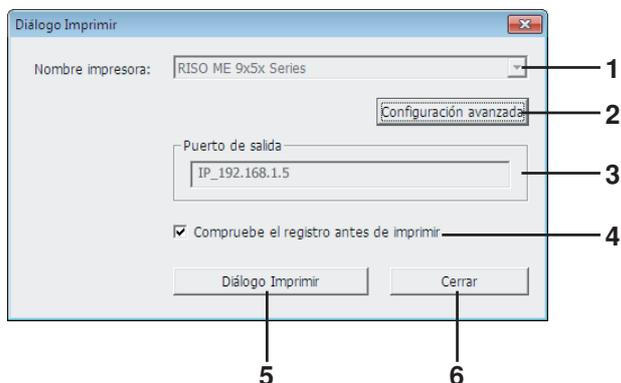 Diálogo Imprimir
Nombre impresora: RISO ME 9x5x Series 1
Configuración avanzada 2
Puerto de salida
IP_192.168.1.5 3
Compruebe el registro antes de imprimir 4
Diálogo Imprimir Cerrar
5 6